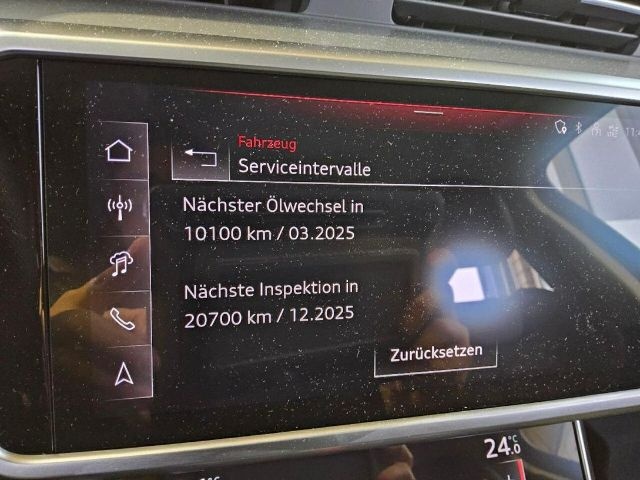 Fahrzeug
Serviceintervalle
Nächster Ölwechsel in
10100 km / 03.2025
Nächste Inspektion in
20700 km / 12.2025
Zurücksetzen
24.0 °C